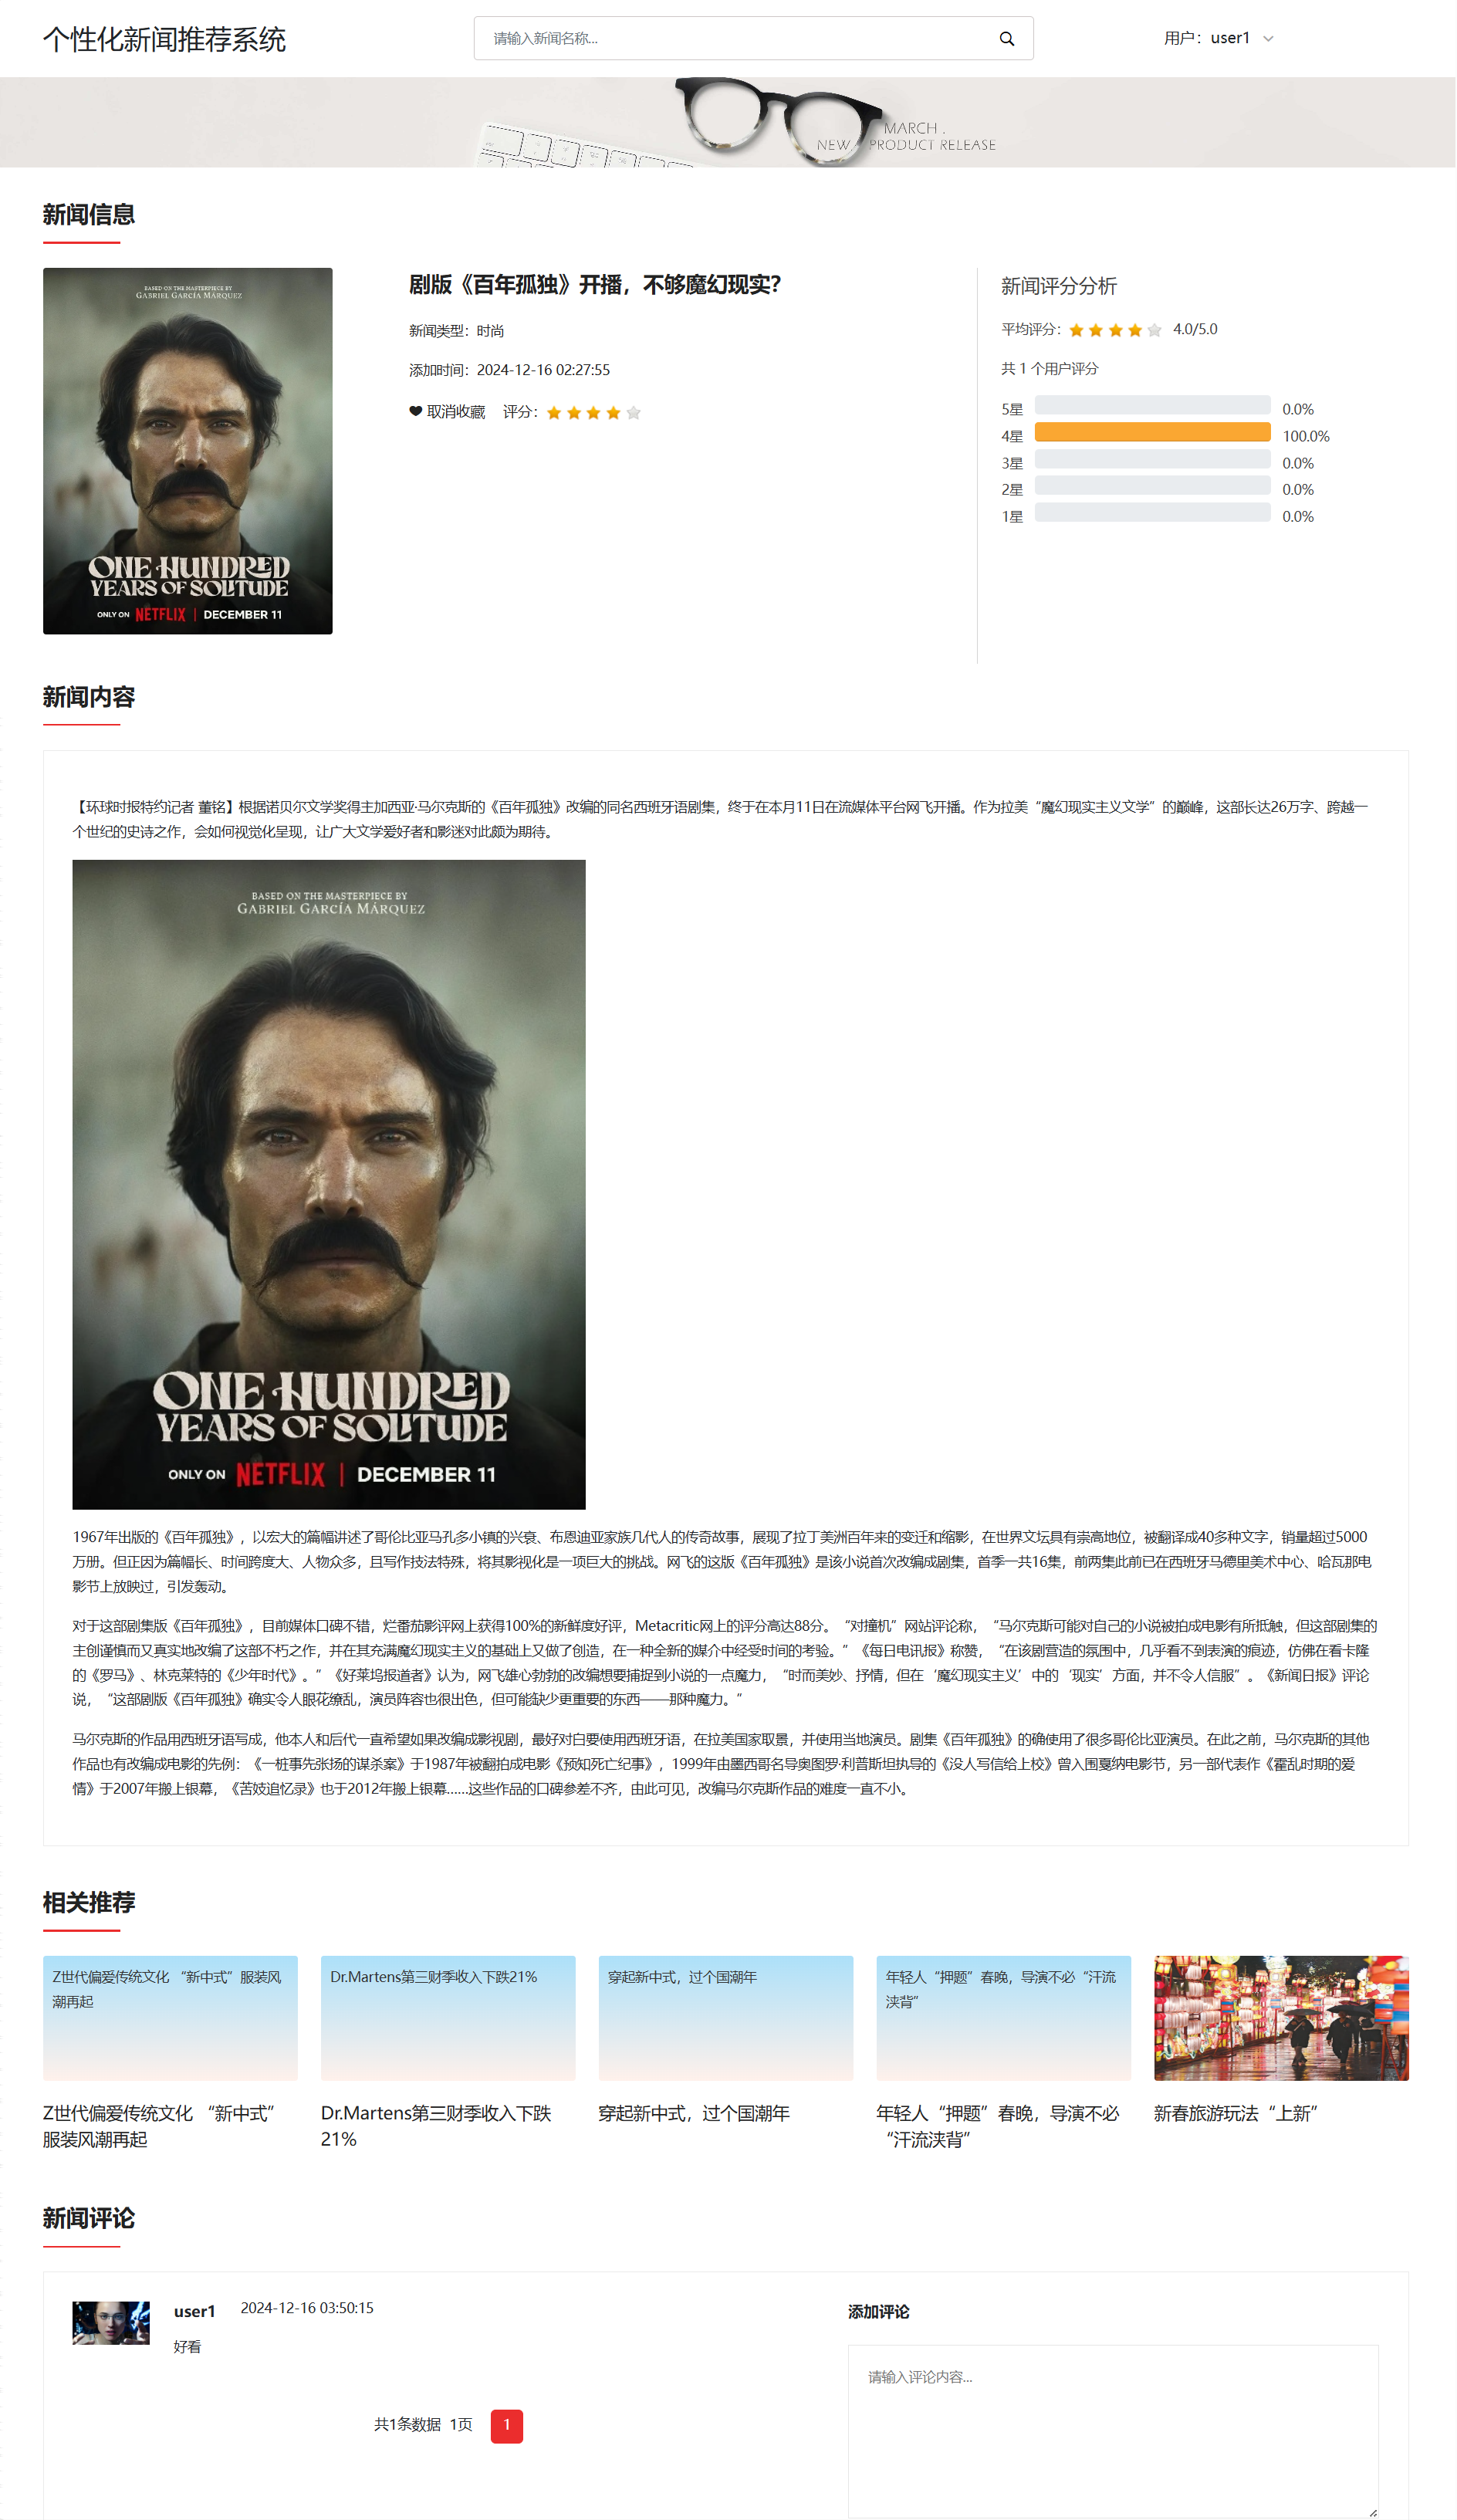 个性化新闻推荐系统
请输入新闻名称...
用户：user1
MARCH .
NEW PRODUCT RELEASE
新闻信息
BASED ON THE MASTERPIECE BY
GABRIEL GARCÍA MÁRQUEZ
ONE HUNDRED
YEARS OF SOLITUDE
ONLY ON NETFLIX | DECEMBER 11
剧版《百年孤独》开播，不够魔幻现实？
新闻类型：时尚
添加时间：2024-12-16 02:27:55
取消收藏 评分：
新闻评分分析
平均评分： 4.0/5.0
共 1 个用户评分
5星 0.0%
4星 100.0%
3星 0.0%
2星 0.0%
1星 0.0%
新闻内容
【环球时报特约记者 董铭】根据诺贝尔文学奖得主加西亚·马尔克斯的《百年孤独》改编的同名西班牙语剧集，终于在本月11日在流媒体平台网飞开播。作为拉美“魔幻现实主义文学”的巅峰，这部长达26万字、跨越一
个世纪的史诗之作，会如何视觉化呈现，让广大文学爱好者和影迷对此颇为期待。
BASED ON THE MASTERPIECE BY
GABRIEL GARCÍA MÁRQUEZ
ONE HUNDRED
YEARS OF SOLITUDE
ONLY ON NETFLIX | DECEMBER 11
1967年出版的《百年孤独》，以宏大的篇幅讲述了哥伦比亚马孔多小镇的兴衰、布恩迪亚家族几代人的传奇故事，展现了拉丁美洲百年来的变迁和缩影，在世界文坛具有崇高地位，被翻译成40多种文字，销量超过5000
万册。但正因为篇幅长、时间跨度大、人物众多，且写作技法特殊，将其影视化是一项巨大的挑战。网飞的这版《百年孤独》是该小说首次改编成剧集，首季一共16集，前两集此前已在西班牙马德里美术中心、哈瓦那电
影节上放映过，引发轰动。
对于这部剧集版《百年孤独》，目前媒体口碑不错，烂番茄影评网上获得100%的新鲜度好评，Metacritic网上的评分高达88分。“对撞机”网站评论称，“马尔克斯可能对自己的小说被拍成电影有所抵触，但这部剧集的
主创谨慎而又真实地改编了这部不朽之作，并在其充满魔幻现实主义的基础上又做了创造，在一种全新的媒介中经受时间的考验。”《每日电讯报》称赞，“在该剧营造的氛围中，几乎看不到表演的痕迹，仿佛在看卡隆
的《罗马》、林克莱特的《少年时代》。”《好莱坞报道者》认为，网飞雄心勃勃的改编想要捕捉到小说的一点魔力，“时而美妙、抒情，但在‘魔幻现实主义’中的‘现实’方面，并不令人信服”。《新闻日报》评论
说，“这部剧版《百年孤独》确实令人眼花缭乱，演员阵容也很出色，但可能缺少更重要的东西——那种魔力。”
马尔克斯的作品用西班牙语写成，他本人和后代一直希望如果改编成影视剧，最好对白要使用西班牙语，在拉美国家取景，并使用当地演员。剧集《百年孤独》的确使用了很多哥伦比亚演员。在此之前，马尔克斯的其他
作品也有改编成电影的先例：《一桩事先张扬的谋杀案》于1987年被翻拍成电影《预知死亡纪事》，1999年由墨西哥名导奥图罗·利普斯坦执导的《没人写信给上校》曾入围戛纳电影节，另一部代表作《霍乱时期的爱
情》于2007年搬上银幕，《苦妓追忆录》也于2012年搬上银幕……这些作品的口碑参差不齐，由此可见，改编马尔克斯作品的难度一直不小。
相关推荐
Z世代偏爱传统文化 “新中式”服装风
潮再起
Dr.Martens第三财季收入下跌21%
穿起新中式，过个国潮年
年轻人“押题”春晚，导演不必“汗流
浃背”
Z世代偏爱传统文化 “新中式”
服装风潮再起
Dr.Martens第三财季收入下跌
21%
穿起新中式，过个国潮年
年轻人“押题”春晚，导演不必
“汗流浃背”
新春旅游玩法“上新”
新闻评论
user1 2024-12-16 03:50:15
好看
共1条数据 1页 1
添加评论
请输入评论内容...